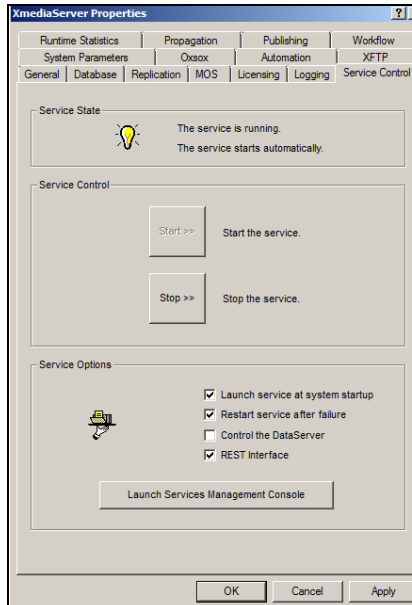 XmediaServer Properties
Runtime Statistics
Propagation
Publishing
Workflow
System Parameters
Oxsox
Automation
XFTP
General
Database
Replication
MOS
Licensing
Logging
Service Control
Service State
The service is running.
The service starts automatically.
Service Control
Start >>
Start the service.
Stop >>
Stop the service.
Service Options
Launch service at system startup
Restart service after failure
Control the DataServer
REST Interface
Launch Services Management Console
OK
Cancel
Apply